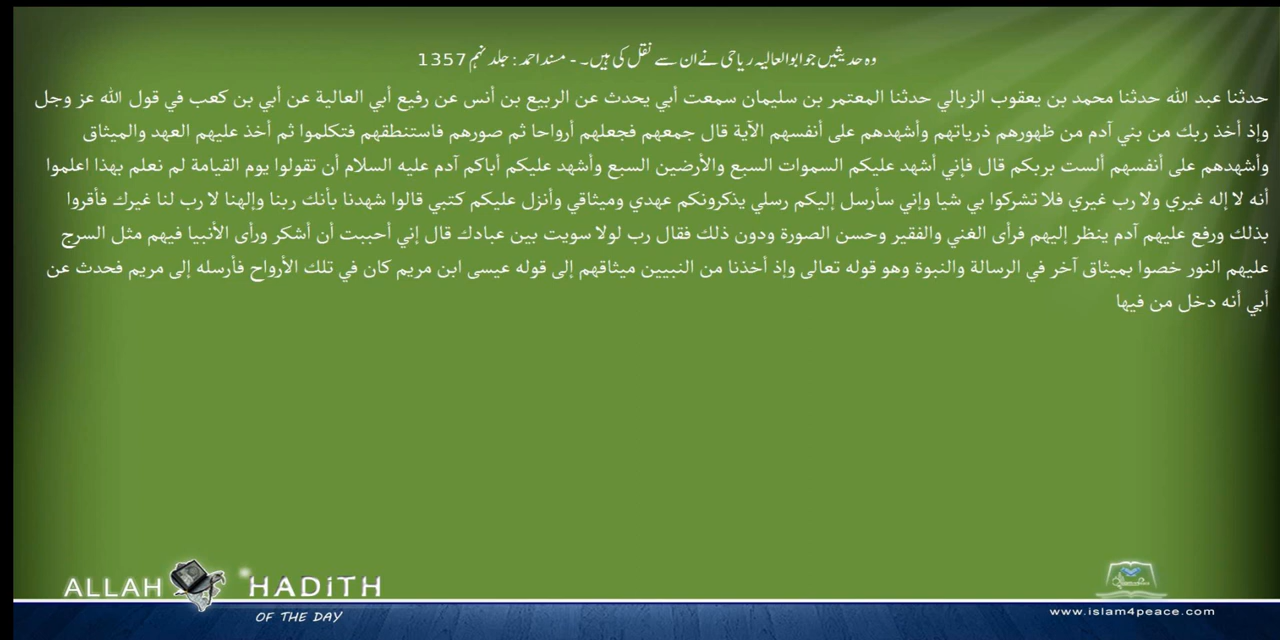 وہ حدیثیں جو ابوالعالیہ ریاحی نے ان سے نقل کی ہیں۔ - مسند احمد : جلد نہم 1357
حدثنا عبد الله حدثنا محمد بن يعقوب الزبالي حدثنا المعتمر بن سليمان سمعت أبي يحدث عن الربيع بن أنس عن رفيع أبي العالية عن أبي بن كعب في قول الله عز وجل
وإذ أخذ ربك من بني آدم من ظهورهم ذرياتهم وأشهدهم على أنفسهم الآية قال جمعهم فجعلهم أرواحا ثم صورهم فاستنطقهم فتكلموا ثم أخذ عليهم العهد والميثاق
وأشهدهم على أنفسهم ألست بربكم قال فإني أشهد عليكم السموات السبع والأرضين السبع وأشهد عليكم أباكم آدم عليه السلام أن تقولوا يوم القيامة لم نعلم بهذا اعلموا
أنه لا إله غيري ولا رب غيري فلا تشركوا بي شيا وإني سأرسل إليكم رسلي يذكرونكم عهدي وميثاقي وأنزل عليكم كتبي قالوا شهدنا بأنك ربنا وإلهنا لا رب لنا غيرك فأقروا
بذلك ورفع عليهم آدم ينظر إليهم فرأى الغني والفقير وحسن الصورة ودون ذلك فقال رب لولا سويت بين عبادك قال إني أحببت أن أشكر ورأى الأنبيا فيهم مثل السرج
عليهم النور خصوا بميثاق آخر في الرسالة والنبوة وهو قوله تعالى وإذ أخذنا من النبيين ميثاقهم إلى قوله عيسى ابن مريم كان في تلك الأرواح فأرسله إلى مريم فحدث عن
أبي أنه دخل من فيها
ALLAH HADITH
OF THE DAY
www.islam4peace.com